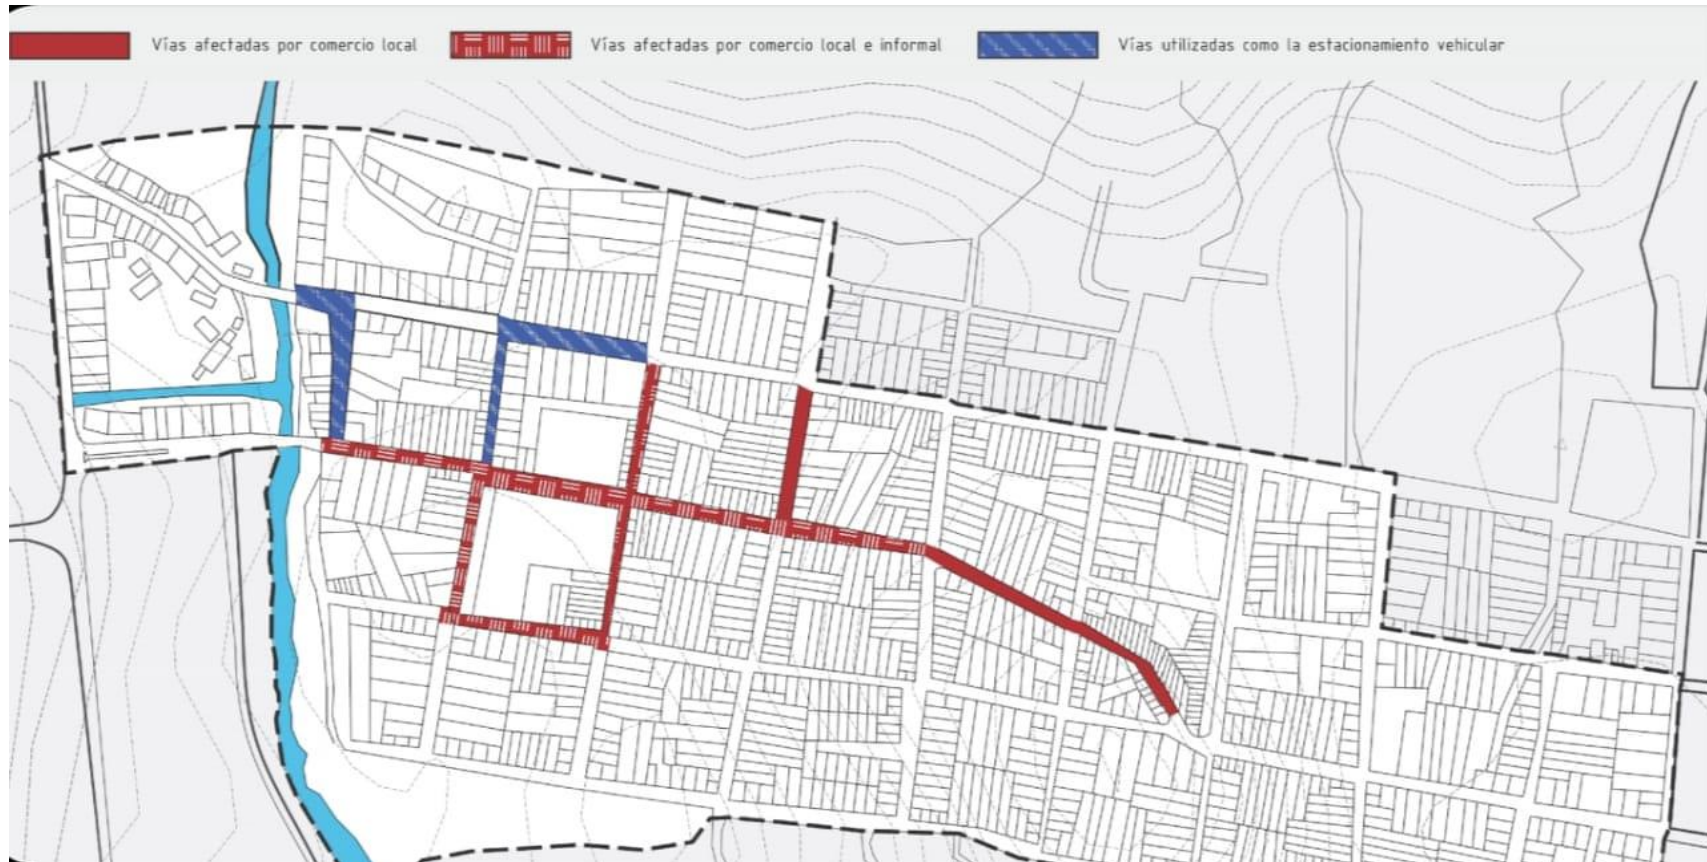 Vías afectadas por comercio local
Vías afectadas por comercio local e informal
Vías utilizadas como la estacionamiento vehicular